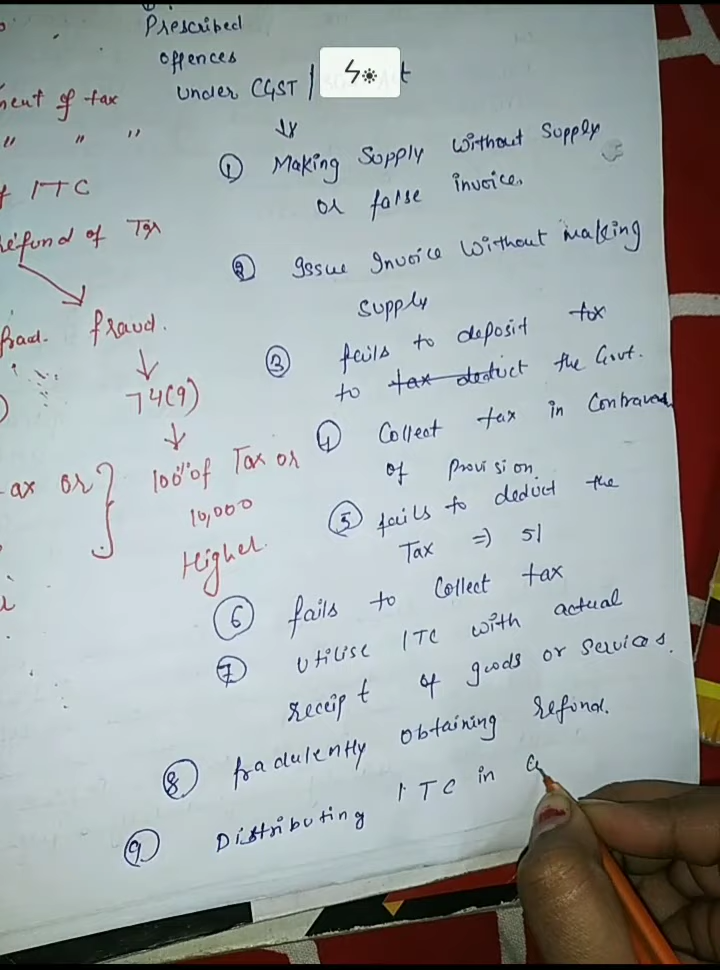 Prescribed
offences
under CGST / t
① Making Supply without Supply
or false invoice.
② Issue Invoice Without making
supply
③ fails to deposit tax
to tax deduct the Govt.
④ Collect tax in Contraven
of provision
⑤ fails to deduct the
Tax => 51
⑥ fails to Collect tax
⑦ Utilise ITC with actual
receipt of goods or services.
⑧ fradulently obtaining refund.
⑨ Distributing ITC in
ment of tax
" " "
f ITC
refund of Tax
fraud.
74(9)
ax or
100% of Tax or
10,000
Higher.